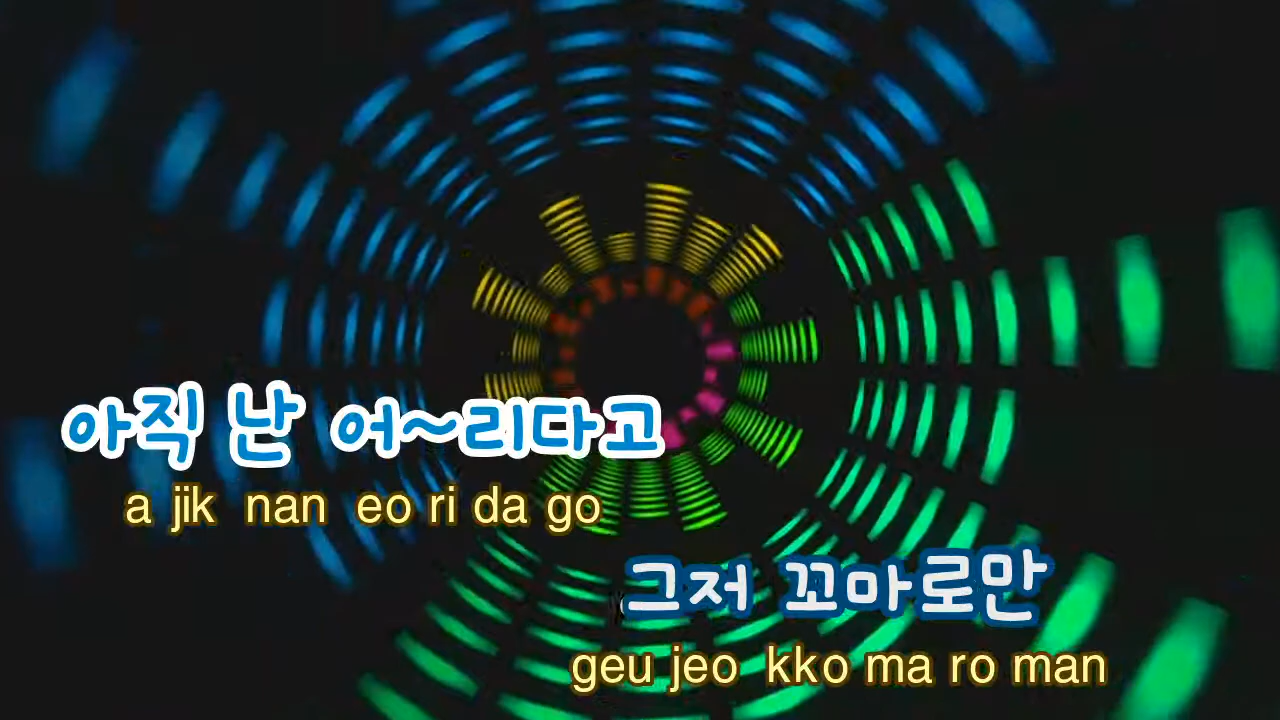 아직 난 어~리다고
a jik nan eo ri da go
그저 꼬마로만
geu jeo kko ma ro man